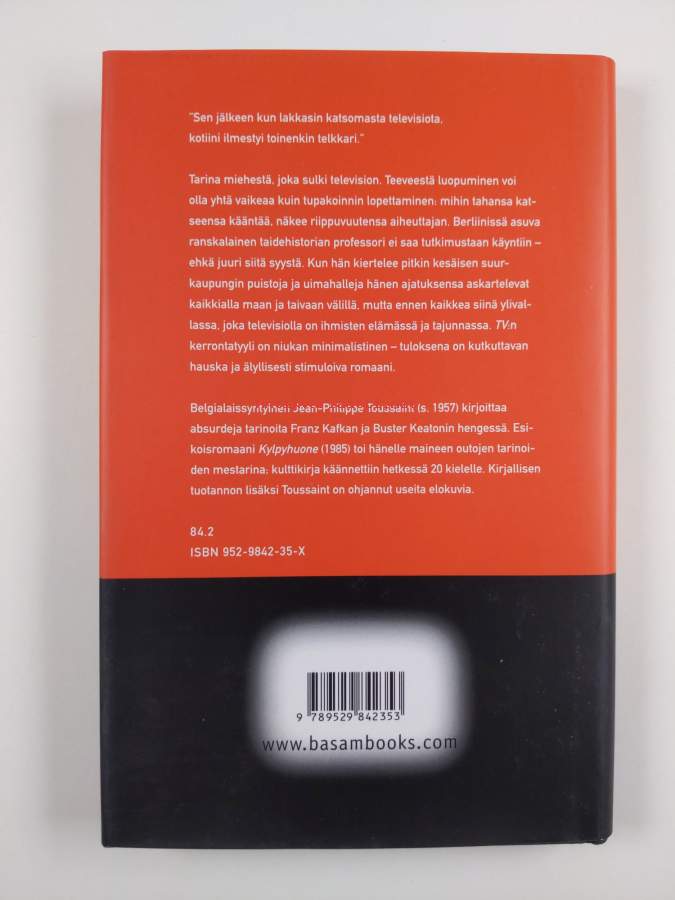 "Sen jälkeen kun lakkasin katsomasta televisiota,
kotiini ilmestyi toinenkin telkkari."
Tarina miehestä, joka sulki television. Teeveestä luopuminen voi
olla yhtä vaikeaa kuin tupakoinnin lopettaminen: mihin tahansa kat-
seensa kääntää, näkee riippuvuutensa aiheuttajan. Berliinissä asuva
ranskalainen taidehistorian professori ei saa tutkimustaan käyntiin –
ehkä juuri siitä syystä. Kun hän kiertelee pitkin kesäisen suur-
kaupungin puistoja ja uimahalleja hänen ajatuksensa askartelevat
kaikkialla maan ja taivaan välillä, mutta ennen kaikkea siinä ylival-
lassa, joka televisiolla on ihmisten elämässä ja tajunnassa. TV:n
kerrontatyyli on niukan minimalistinen – tuloksena on kutkuttavan
hauska ja älyllisesti stimuloiva romaani.
Belgialaissyntyinen Jean-Philippe Toussaint (s. 1957) kirjoittaa
absurdeja tarinoita Franz Kafkan ja Buster Keatonin hengessä. Esi-
koisromaani Kylpyhuone (1985) toi hänelle maineen outojen tarinoi-
den mestarina; kulttikirja käännettiin hetkessä 20 kielelle. Kirjallisen
tuotannon lisäksi Toussaint on ohjannut useita elokuvia.
84.2
ISBN 952-9842-35-X
9 789529 842353
www.basambooks.com